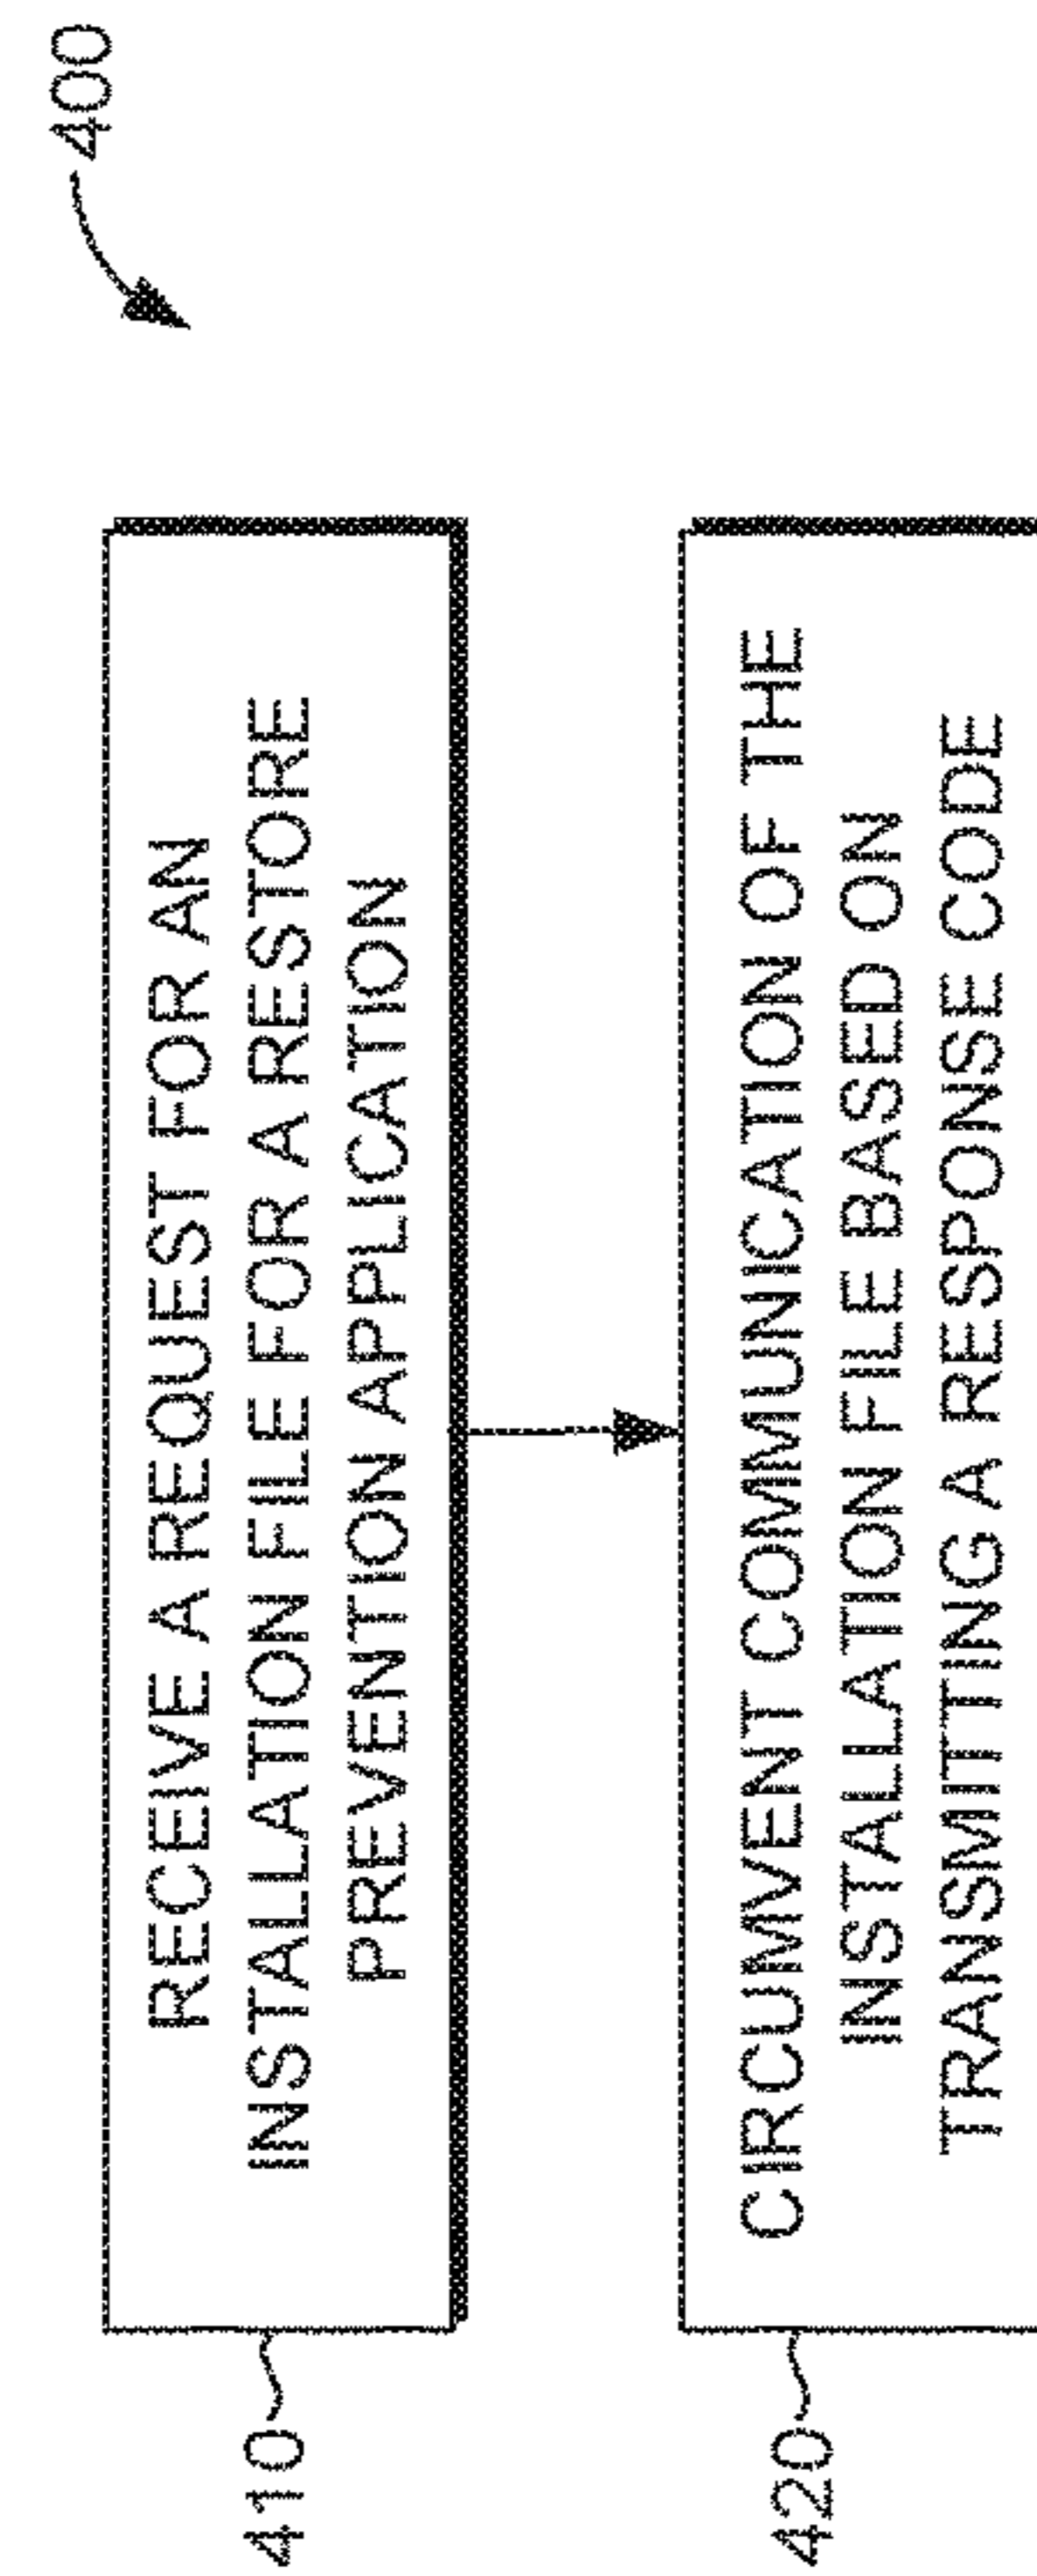 400
410
RECEIVE A REQUEST FOR AN
INSTALLATION FILE FOR A RESTORE
PREVENTION APPLICATION
420
CIRCUMVENT COMMUNICATION OF THE
INSTALLATION FILE BASED ON
TRANSMITTING A RESPONSE CODE